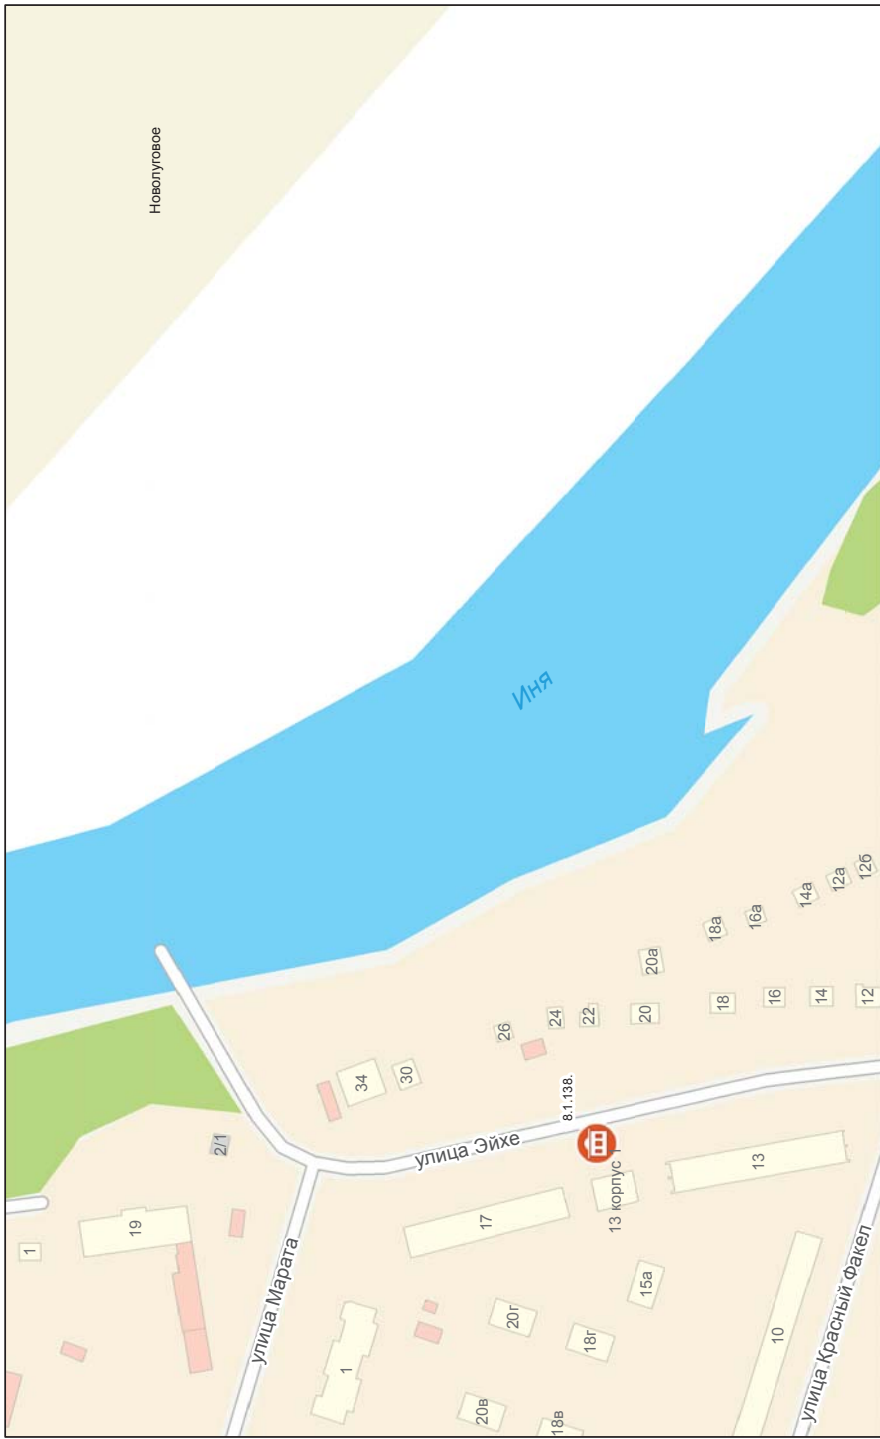 Новолуговое
Иня
2/1
34
30
26
24
22
20
20а
18а
16а
14а
12а
12б
18
16
14
12
8.1.138.
улица Эйхе
13 корпус 1
13
17
19
1
улица Марата
1
20г
18г
15а
20в
18в
10
улица Красный Факел